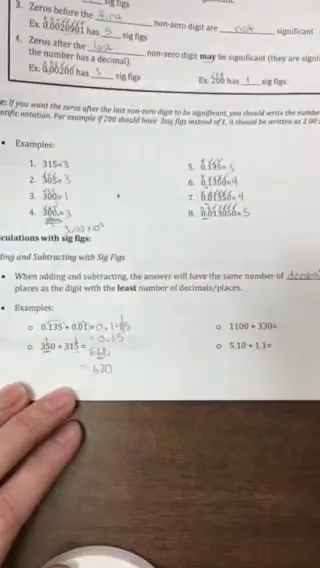 sig figs
3. Zeros before the first non-zero digit are not significant
Ex. 0.0020901 has 5 sig figs
4. Zeros after the last non-zero digit may be significant (they are signi
the number has a decimal).
Ex. 0.00200 has 3 sig figs
Ex. 200 has 1 sig figs
e: If you want the zeros after the last non-zero digit to be significant, you should write the numbe
ntific notation. For example if 200 should have 3sig figs instead of 1, it should be written as 2.00
• Examples:
1. 315=3
2. 305=3
3. 300=1
4. 300.=3
3.00×10²
5. 0.135=3
6. 0.1350=4
7. 0.01350=4
8. 0.013050=5
culations with sig figs:
ding and Subtracting with Sig Figs
• When adding and subtracting, the answer will have the same number of decimal
places as the digit with the least number of decimals/places.
• Examples:
o 0.135 + 0.01=0.145
=0.15
o 350 + 315 =
665
= 670
o 1100 + 330=
o 5.10 + 1.1=